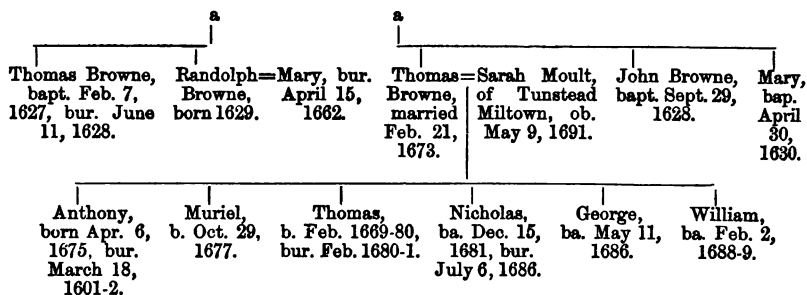 a
a
Thomas Browne,
bapt. Feb. 7,
1627, bur. June
11, 1628.
Randolph=Mary, bur.
Browne, April 15,
born 1629. 1662.
Thomas=Sarah Moult,
Browne, of Tunstead
married Miltown, ob.
Feb. 21, May 9, 1691.
1673.
John Browne,
bapt. Sept. 29,
1628.
Mary,
bap.
April
30,
1630.
Anthony,
born Apr. 6,
1675, bur.
March 18,
1601-2.
Muriel,
b. Oct. 29,
1677.
Thomas,
b. Feb. 1669-80,
bur. Feb. 1680-1.
Nicholas,
ba. Dec. 15,
1681, bur.
July 6, 1686.
George,
ba. May 11,
1686.
William,
ba. Feb. 2,
1688-9.